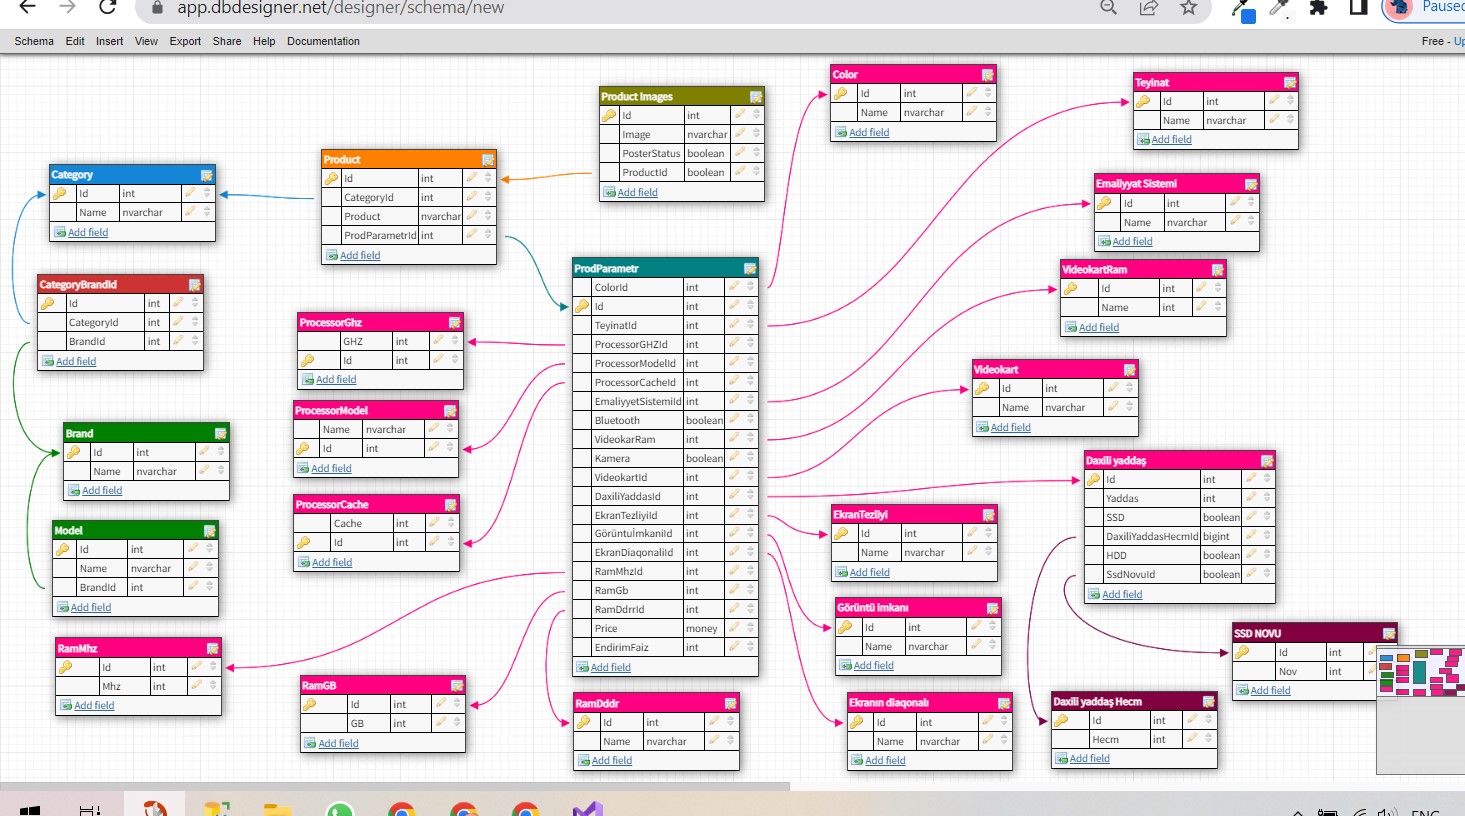 app.dbdesigner.net/designer/schema/new
Paused
Schema Edit Insert View Export Share Help Documentation
Free - Up
Category
Id int
Name nvarchar
Add field
CategoryBrandId
Id int
CategoryId int
BrandId int
Add field
Brand
Id int
Name nvarchar
Add field
Model
Id int
Name nvarchar
BrandId int
Add field
RamMhz
Id int
Mhz int
Add field
Product
Id int
CategoryId int
Product nvarchar
ProdParametrId int
Add field
ProcessorGhz
GHZ int
Id int
Add field
ProcessorModel
Name nvarchar
Id int
Add field
ProcessorCache
Cache int
Id int
Add field
RamGB
Id int
GB int
Add field
Product Images
Id int
Image nvarchar
PosterStatus boolean
ProductId boolean
Add field
ProdParametr
ColorId int
Id int
TeyinatId int
ProcessorGHZId int
ProcessorModelId int
ProcessorCacheId int
EmaliyyetSistemiId int
Bluetooth boolean
VideokarRam int
Kamera boolean
VideokartId int
DaxiliYaddasId int
EkranTezliyiId int
GörüntuİmkaniId int
EkranDiaqonaliId int
RamMhzId int
RamGb int
RamDdrrId int
Price money
EndirimFaiz int
Add field
RamDddr
Id int
Name nvarchar
Add field
Color
Id int
Name nvarchar
Add field
Teyinat
Id int
Name nvarchar
Add field
Emaliyyat Sistemi
Id int
Name nvarchar
Add field
VideokartRam
Id int
Name int
Add field
Videokart
Id int
Name nvarchar
Add field
Daxili yaddaş
Id int
Yaddas int
SSD boolean
DaxiliYaddasHecmId bigint
HDD boolean
SsdNovuId boolean
Add field
EkranTezliyi
Id int
Name nvarchar
Add field
Görüntü imkanı
Id int
Name nvarchar
Add field
Ekranın diaqonalı
Id int
Name nvarchar
Add field
SSD NOVU
Id int
Nov int
Add field
Daxili yaddaş Hecm
Id int
Hecm int
Add field
ENG